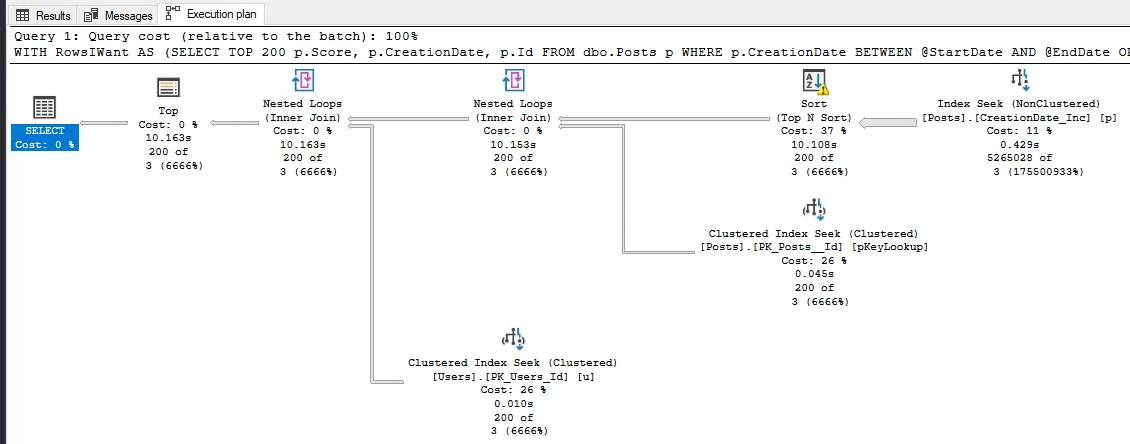 Results Messages Execution plan
Query 1: Query cost (relative to the batch): 100%
WITH RowsIWant AS (SELECT TOP 200 p.Score, p.CreationDate, p.Id FROM dbo.Posts p WHERE p.CreationDate BETWEEN @StartDate AND @EndDate
SELECT
Cost: 0 %
Top
Cost: 0 %
10.163s
200 of
3 (6666%)
Nested Loops
(Inner Join)
Cost: 0 %
10.163s
200 of
3 (6666%)
Nested Loops
(Inner Join)
Cost: 0 %
10.153s
200 of
3 (6666%)
Sort
(Top N Sort)
Cost: 37 %
10.108s
200 of
3 (6666%)
Index Seek (NonClustered)
[Posts].[CreationDate_Inc] [p]
Cost: 11 %
0.429s
5265028 of
3 (175500933%)
Clustered Index Seek (Clustered)
[Posts].[PK_Posts__Id] [pKeyLookup]
Cost: 26 %
0.045s
200 of
3 (6666%)
Clustered Index Seek (Clustered)
[Users].[PK_Users_Id] [u]
Cost: 26 %
0.010s
200 of
3 (6666%)